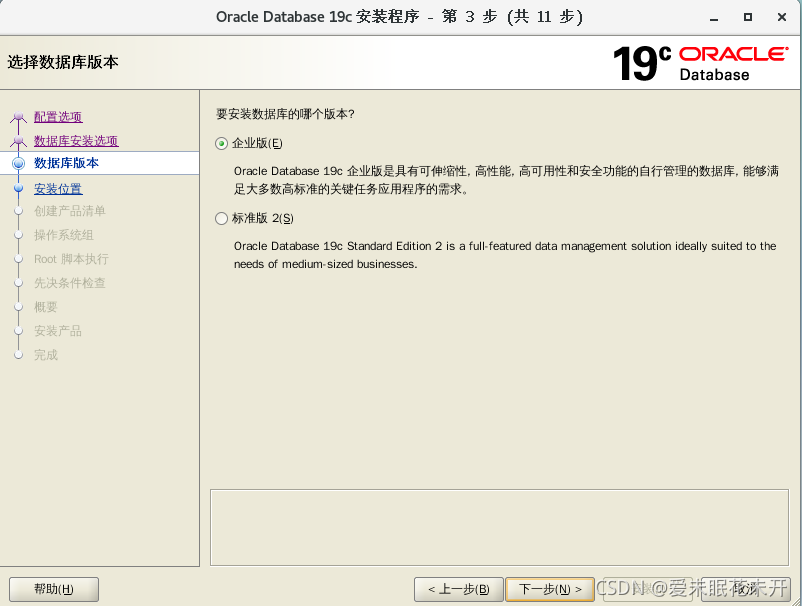 Oracle Database 19c 安装程序 - 第 3 步 (共 11 步)
选择数据库版本
19c ORACLE
Database
配置选项
数据库安装选项
数据库版本
安装位置
创建产品清单
操作系统组
Root 脚本执行
先决条件检查
概要
安装产品
完成
要安装数据库的哪个版本?
企业版(E)
Oracle Database 19c 企业版是具有可伸缩性, 高性能, 高可用性和安全功能的自行管理的数据库, 能够满
足大多数高标准的关键任务应用程序的需求。
标准版 2(S)
Oracle Database 19c Standard Edition 2 is a full-featured data management solution ideally suited to the
needs of medium-sized businesses.
帮助(H)
< 上一步(B)
下一步(N) >
取消
CSDN @爱未眠花未开